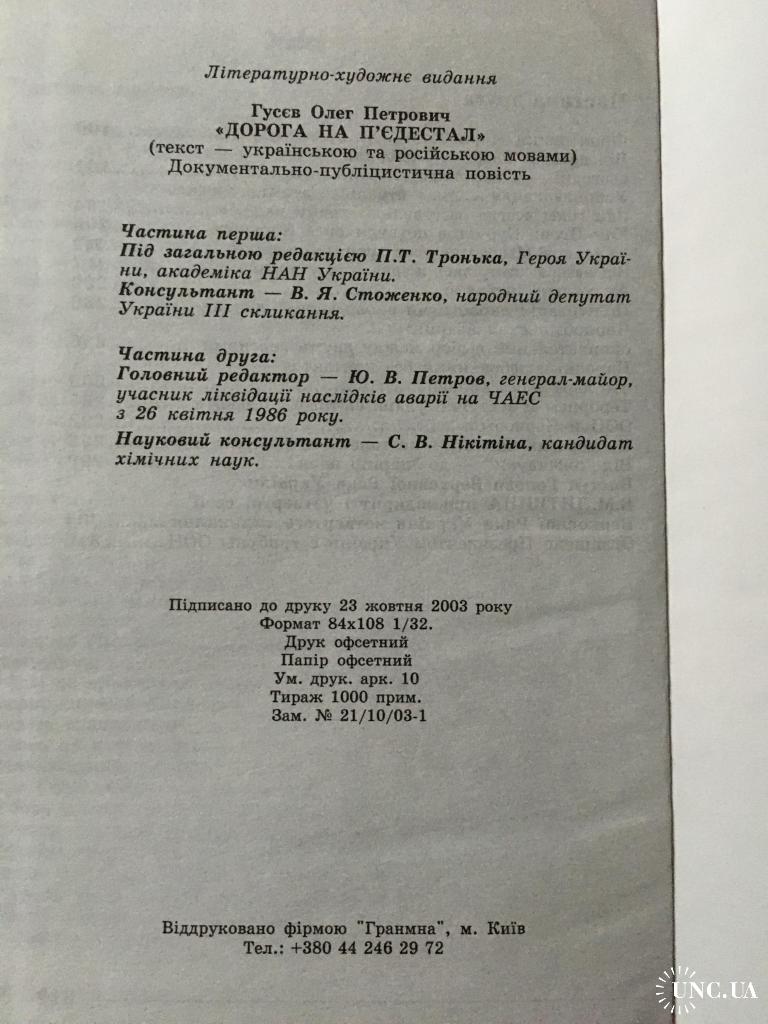 Літературно-художнє видання
Гусєв Олег Петрович
«ДОРОГА НА П'ЄДЕСТАЛ»
(текст — українською та російською мовами)
Документально-публіцистична повість
Частина перша:
Під загальною редакцією П.Т. Тронька, Героя Украї-
ни, академіка НАН України.
Консультант — В. Я. Стоженко, народний депутат
України III скликання.
Частина друга:
Головний редактор — Ю. В. Петров, генерал-майор,
учасник ліквідації наслідків аварії на ЧАЕС
з 26 квітня 1986 року.
Науковий консультант — С. В. Нікітіна, кандидат
хімічних наук.
Підписано до друку 23 жовтня 2003 року
Формат 84х108 1/32.
Друк офсетний
Папір офсетний
Ум. друк. арк. 10
Тираж 1000 прим.
Зам. № 21/10/03-1
Віддруковано фірмою "Гранмна", м. Київ
Тел.: +380 44 246 29 72
UNC.UA